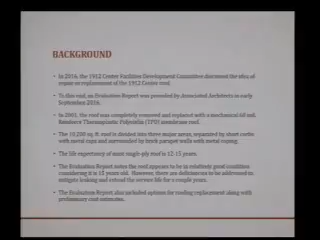 BACKGROUND
• In 2016, the 1912 Center Facilities Development Committee discussed the idea of
repair or replacement of the 1912 Center roof.
• To this end, an Evaluation Report was provided by Associated Architects in early
September 2016.
• In 2001, the roof was completely removed and replaced with a mechanical 60 mil.
Reinforced Thermoplastic Polyolefin (TPO) membrane roof.
• The 10,200 sq. ft. roof is divided into three major areas, separated by short curbs
with metal caps and surrounded by brick parapet walls with metal coping.
• The life expectancy of most single-ply roof is 12-15 years.
• The Evaluation Report notes the roof appears to be in relatively good condition
considering it is 15 years old. However, there are deficiencies to be addressed to
mitigate leaking and extend the service life for a couple years.
• The Evaluation Report also included options for roofing replacement along with
preliminary cost estimates.